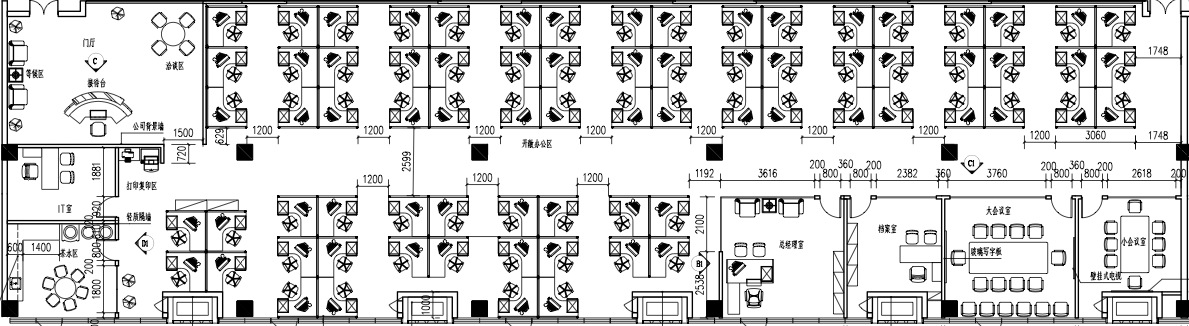 门厅
C
洽谈区
等候区
接待台
1748
公司背景墙
1500
629
1200
1200
1200
1200
1200
1200
1200
1200
3060
1748
开敞办公区
720
2599
C1
1881
打印复印区
IT室
1200
1200
1200
1192
3616
200
800
360
200
2382
360
3760
200
800
360
200
800
2618
200
920
轻质隔墙
2100
大会议室
档案室
总经理室
小会议室
D1
600
1400
茶水区
800
200
B1
玻璃写字板
壁挂式电视
2538
1800
1000